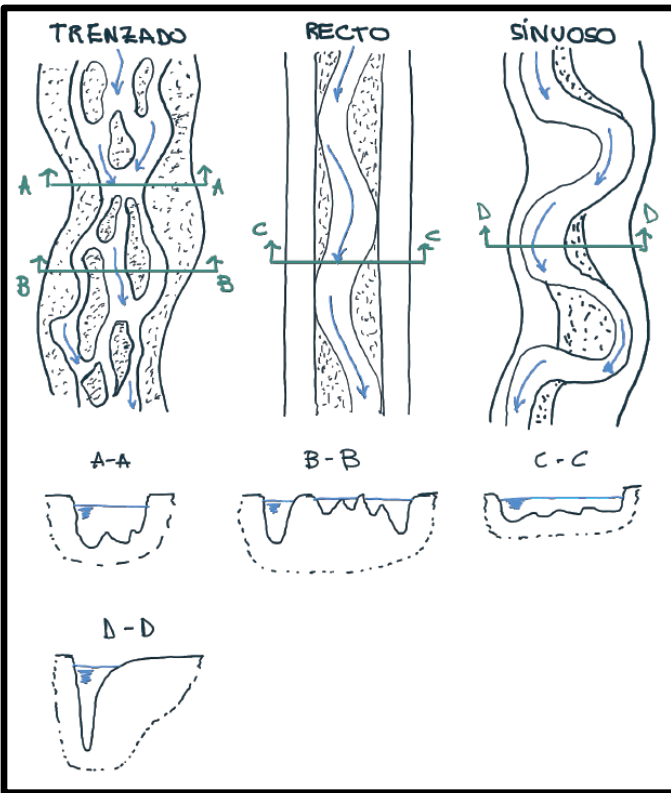 TRENZADO RECTO SINUOSO
A A
B B
C C
D D
A-A B-B C-C
D-D